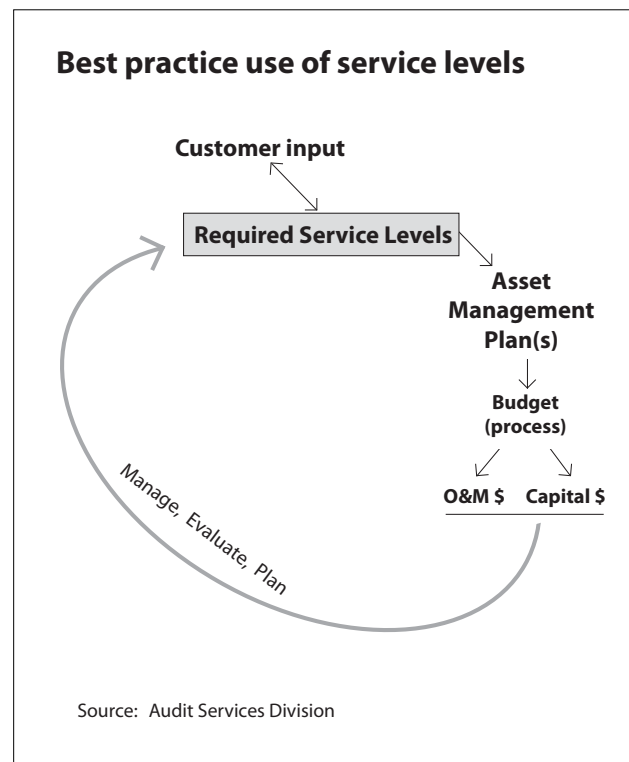 Best practice use of service levels
Customer input
Required Service Levels
Asset
Management
Plan(s)
Budget
(process)
O&M $ Capital $
Manage, Evaluate, Plan
Source: Audit Services Division